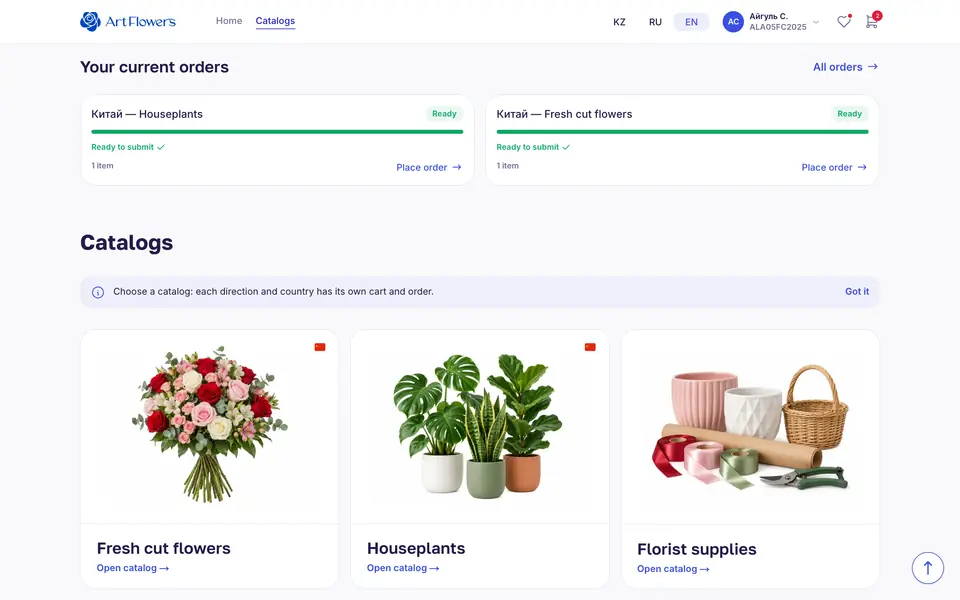 ArtFlowers
Home
Catalogs
KZ
RU
EN
AC
Айгуль С.
ALA05FC2025
2
Your current orders
All orders →
Китай — Houseplants
Ready
Ready to submit ✓
1 item
Place order →
Китай — Fresh cut flowers
Ready
Ready to submit ✓
1 item
Place order →
Catalogs
Choose a catalog: each direction and country has its own cart and order.
Got it
Fresh cut flowers
Open catalog →
Houseplants
Open catalog →
Florist supplies
Open catalog →